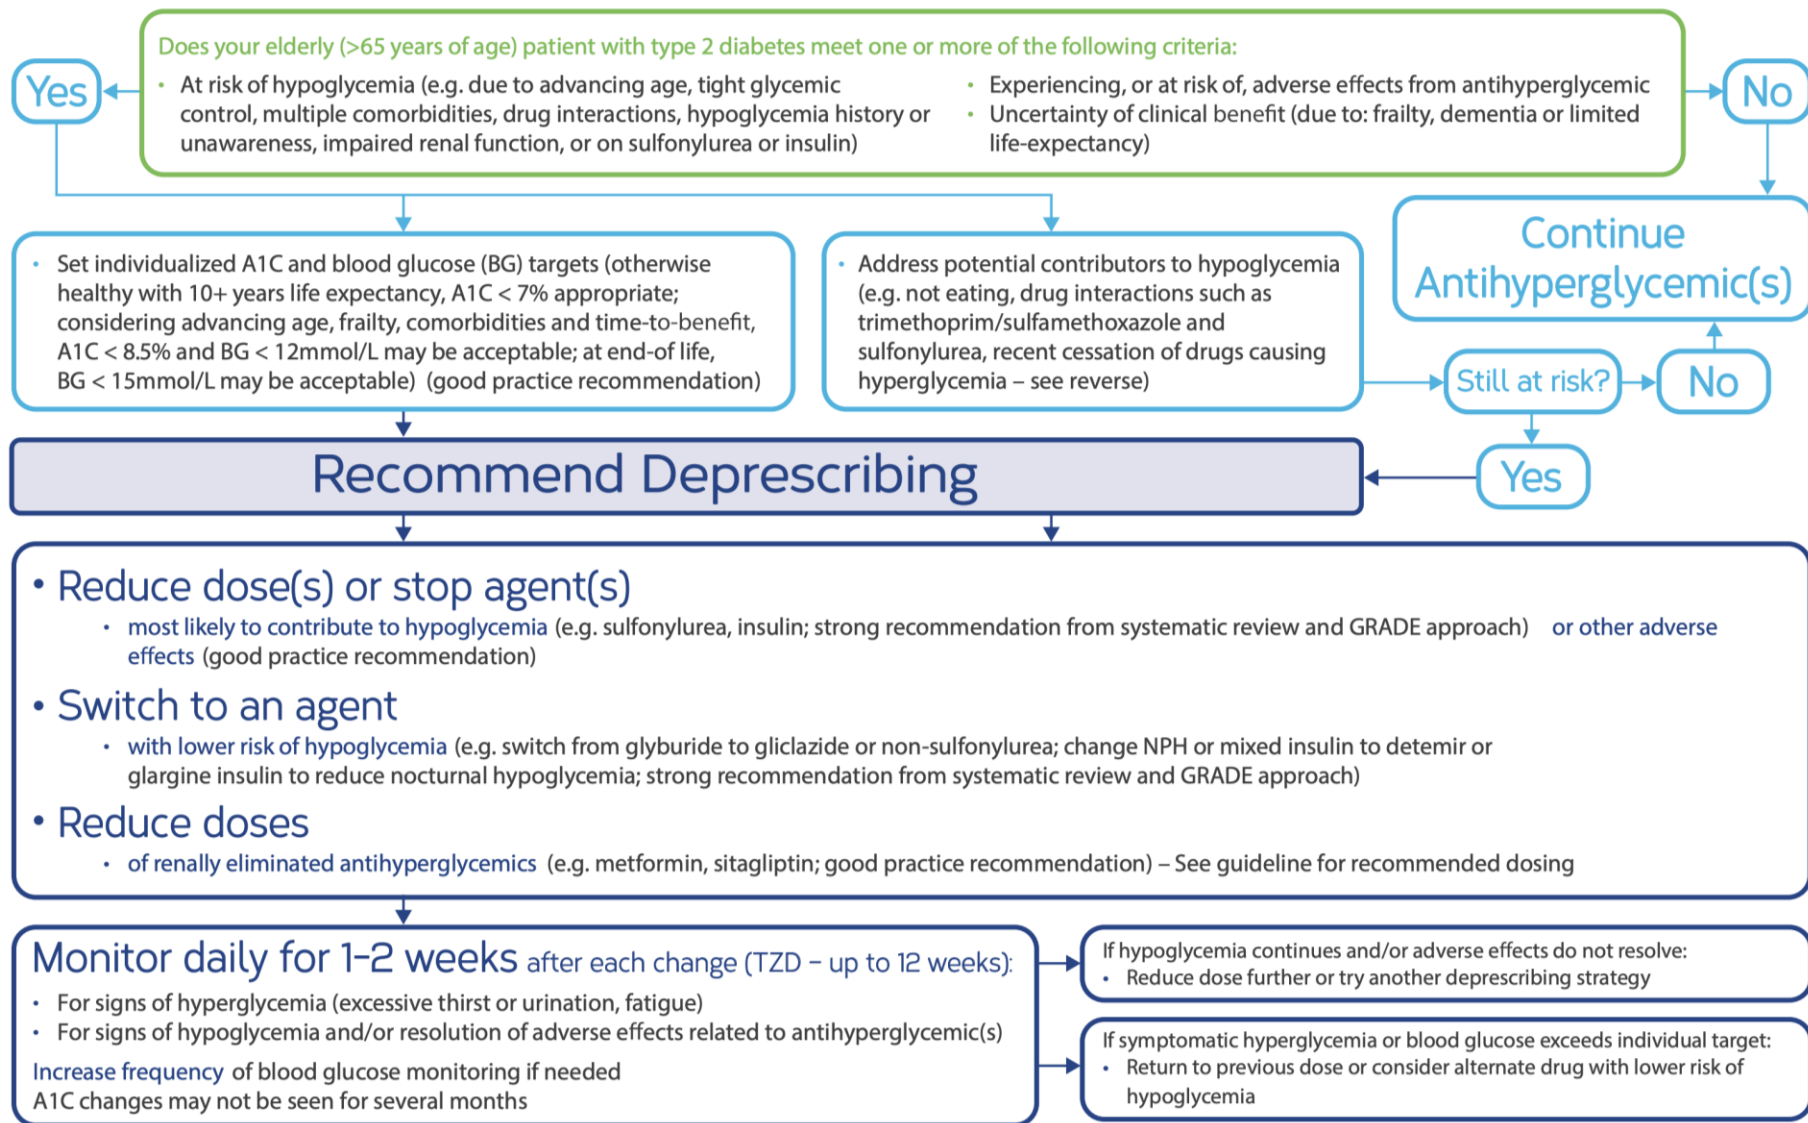 Does your elderly (>65 years of age) patient with type 2 diabetes meet one or more of the following criteria:
Yes
• At risk of hypoglycemia (e.g. due to advancing age, tight glycemic
control, multiple comorbidities, drug interactions, hypoglycemia history or
unawareness, impaired renal function, or on sulfonylurea or insulin)
• Experiencing, or at risk of, adverse effects from antihyperglycemic
• Uncertainty of clinical benefit (due to: frailty, dementia or limited
life-expectancy)
No
• Set individualized A1C and blood glucose (BG) targets (otherwise
healthy with 10+ years life expectancy, A1C < 7% appropriate;
considering advancing age, frailty, comorbidities and time-to-benefit,
A1C < 8.5% and BG < 12mmol/L may be acceptable; at end-of life,
BG < 15mmol/L may be acceptable) (good practice recommendation)
• Address potential contributors to hypoglycemia
(e.g. not eating, drug interactions such as
trimethoprim/sulfamethoxazole and
sulfonylurea, recent cessation of drugs causing
hyperglycemia – see reverse)
Continue
Antihyperglycemic(s)
Still at risk?
No
Yes
Recommend Deprescribing
• Reduce dose(s) or stop agent(s)
• most likely to contribute to hypoglycemia (e.g. sulfonylurea, insulin; strong recommendation from systematic review and GRADE approach) or other adverse
effects (good practice recommendation)
• Switch to an agent
• with lower risk of hypoglycemia (e.g. switch from glyburide to gliclazide or non-sulfonylurea; change NPH or mixed insulin to detemir or
glargine insulin to reduce nocturnal hypoglycemia; strong recommendation from systematic review and GRADE approach)
• Reduce doses
• of renally eliminated antihyperglycemics (e.g. metformin, sitagliptin; good practice recommendation) – See guideline for recommended dosing
Monitor daily for 1-2 weeks after each change (TZD – up to 12 weeks):
• For signs of hyperglycemia (excessive thirst or urination, fatigue)
• For signs of hypoglycemia and/or resolution of adverse effects related to antihyperglycemic(s)
Increase frequency of blood glucose monitoring if needed
A1C changes may not be seen for several months
If hypoglycemia continues and/or adverse effects do not resolve:
• Reduce dose further or try another deprescribing strategy
If symptomatic hyperglycemia or blood glucose exceeds individual target:
• Return to previous dose or consider alternate drug with lower risk of
hypoglycemia